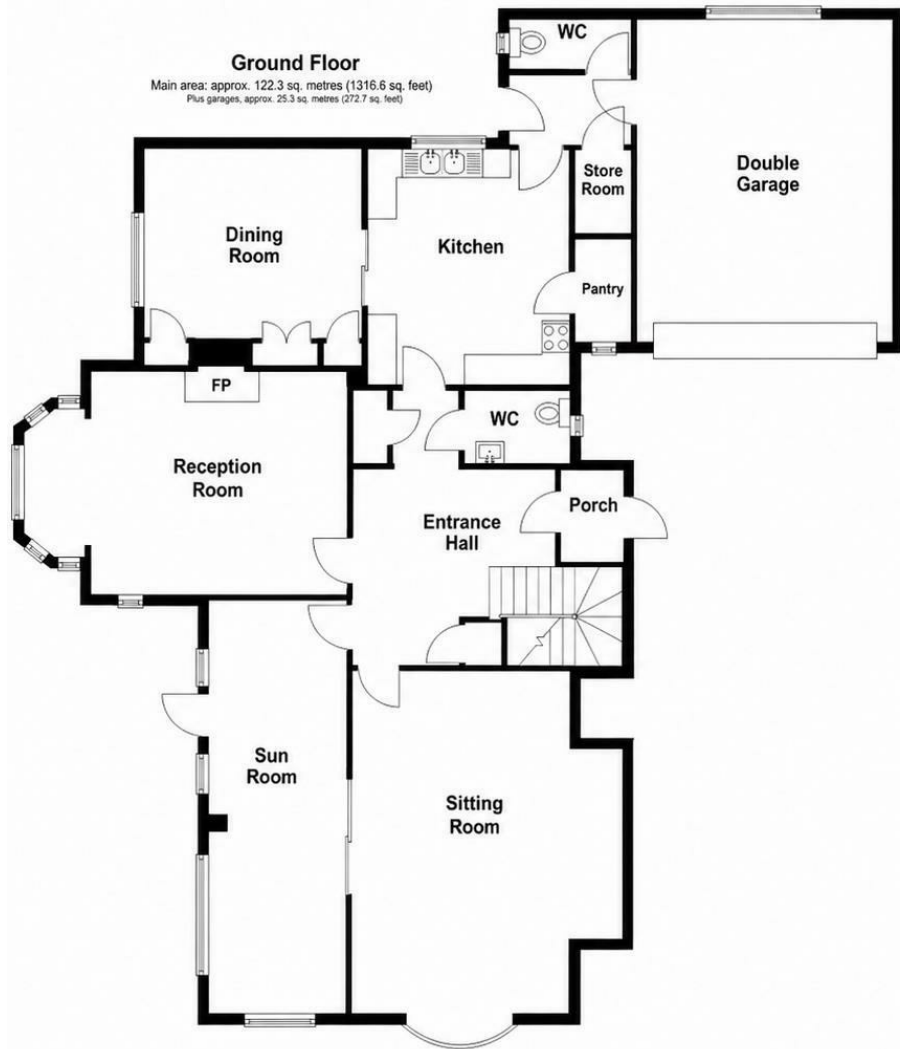 Ground Floor
Main area: approx. 122.3 sq. metres (1316.6 sq. feet)
Plus garages, approx. 25.3 sq. metres (272.7 sq. feet)
WC
Double
Garage
Store
Room
Dining
Room
Kitchen
Pantry
FP
WC
Reception
Room
Porch
Entrance
Hall
Sun
Room
Sitting
Room